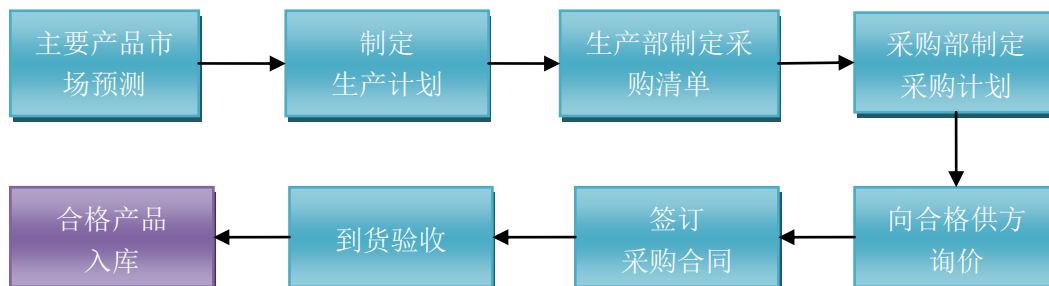 主要产品市
场预测
制定
生产计划
生产部制定采
购清单
采购部制定
采购计划
向合格供方
询价
签订
采购合同
到货验收
合格产品
入库